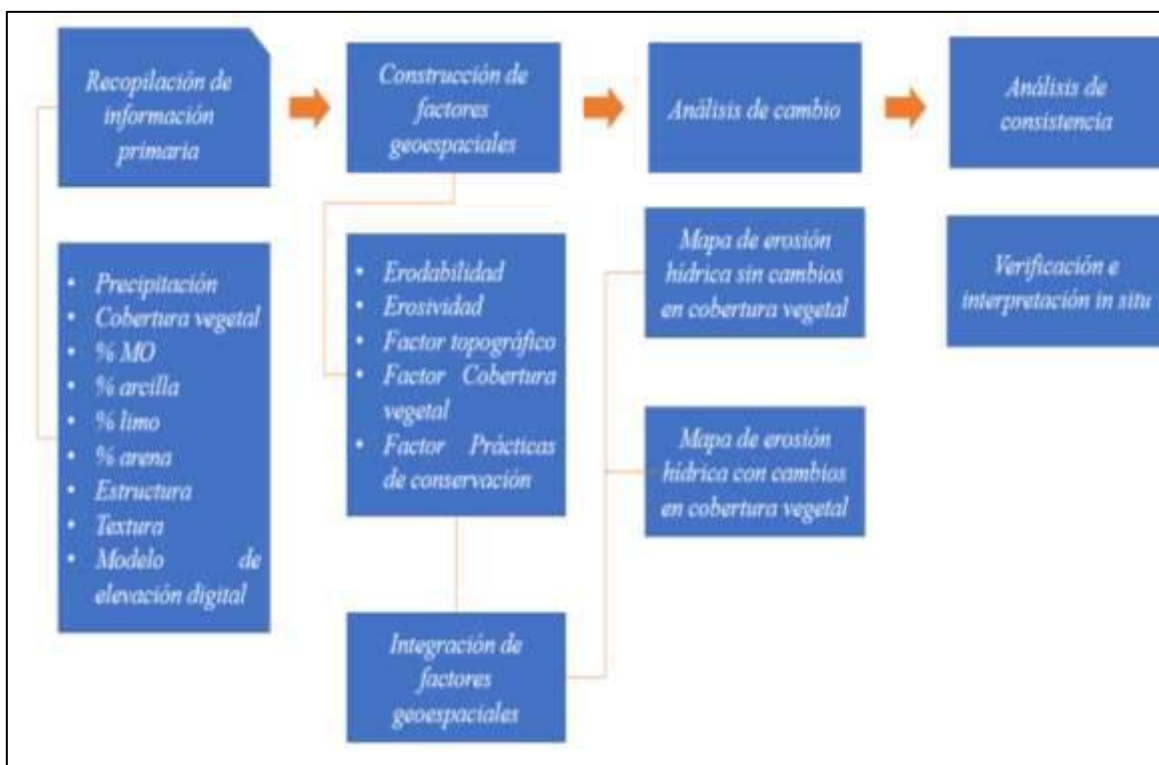 Recopilación de
información
primaria
Construcción de
factores
geoespaciales
Análisis de cambio
Análisis de
consistencia
• Precipitación
• Cobertura vegetal
• % MO
• % arcilla
• % limo
• % arena
• Estructura
• Textura
• Modelo de
elevación digital
• Erodabilidad
• Erosividad
• Factor topográfico
• Factor Cobertura
vegetal
• Factor Prácticas
de conservación
Integración de
factores
geoespaciales
Mapa de erosión
hídrica sin cambios
en cobertura vegetal
Mapa de erosión
hídrica con cambios
en cobertura vegetal
Verificación e
interpretación in situ